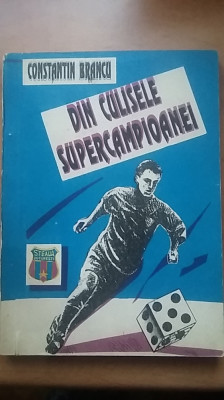 CONSTANTIN BRANCU
DIN CULISELE
SUPERCAMPIOANEI
STEAUA